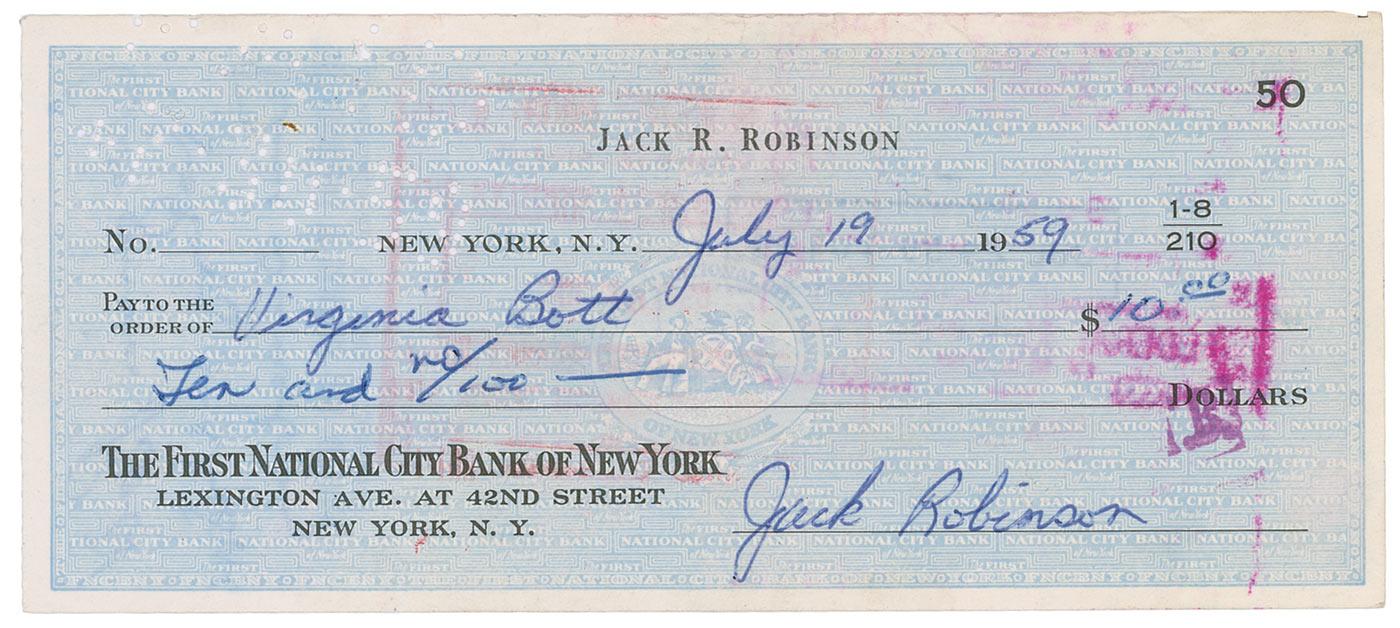 50
JACK R. ROBINSON
1-8
210
No. NEW YORK, N.Y. July 19 1959
PAY TO THE
ORDER OF Virginia Bott $ 10.00
Ten and no/100 DOLLARS
THE FIRST NATIONAL CITY BANK OF NEW YORK
LEXINGTON AVE. AT 42ND STREET
NEW YORK, N. Y.
Jack Robinson